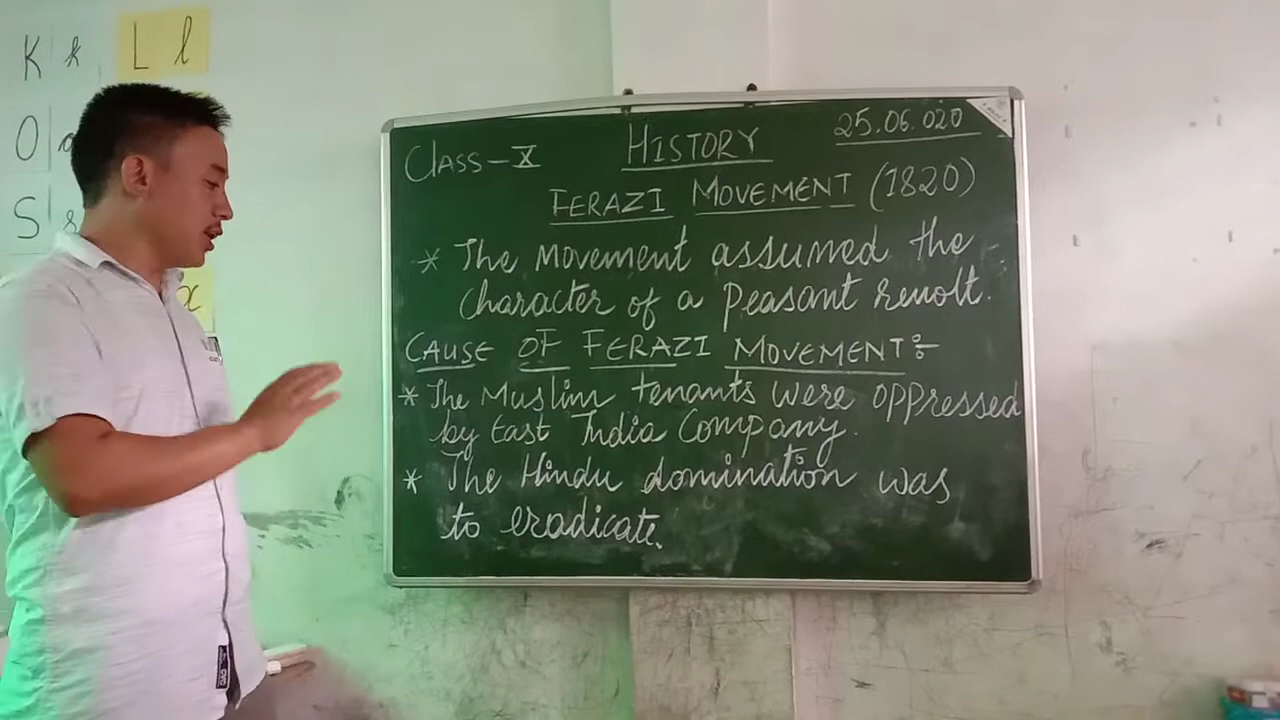 K k
L l
O
S s
x
Class-X
HISTORY
25.06.020
FERAZI MOVEMENT (1820)
* The movement assumed the
character of a peasant revolt.
CAUSE OF FERAZI MOVEMENT:-
* The Muslim tenants were oppressed
by East India Company.
* The Hindu domination was
to eradicate.